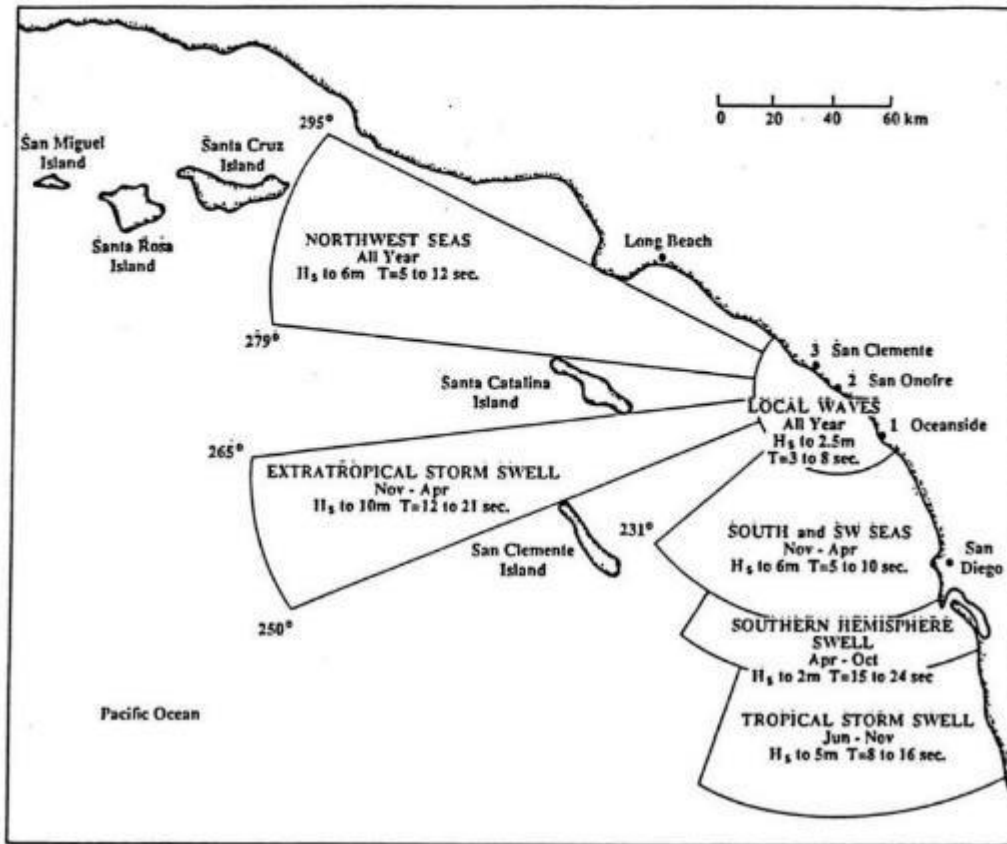 295°
0 20 40 60 km
San Miguel
Island
Santa Cruz
Island
Santa Rosa
Island
NORTHWEST SEAS
All Year
Hs to 6m T=5 to 12 sec.
Long Beach
279°
3 San Clemente
2 San Onofre
Santa Catalina
Island
LOCAL WAVES
All Year
Hs to 2.5m
T=3 to 8 sec.
1 Oceanside
265°
EXTRATROPICAL STORM SWELL
Nov - Apr
Hs to 10m T=12 to 21 sec.
231°
San Clemente
Island
SOUTH and SW SEAS
Nov - Apr
Hs to 6m T=5 to 10 sec.
San
Diego
250°
SOUTHERN HEMISPHERE
SWELL
Apr - Oct
Hs to 2m T=15 to 24 sec
Pacific Ocean
TROPICAL STORM SWELL
Jun - Nov
Hs to 5m T=8 to 16 sec.